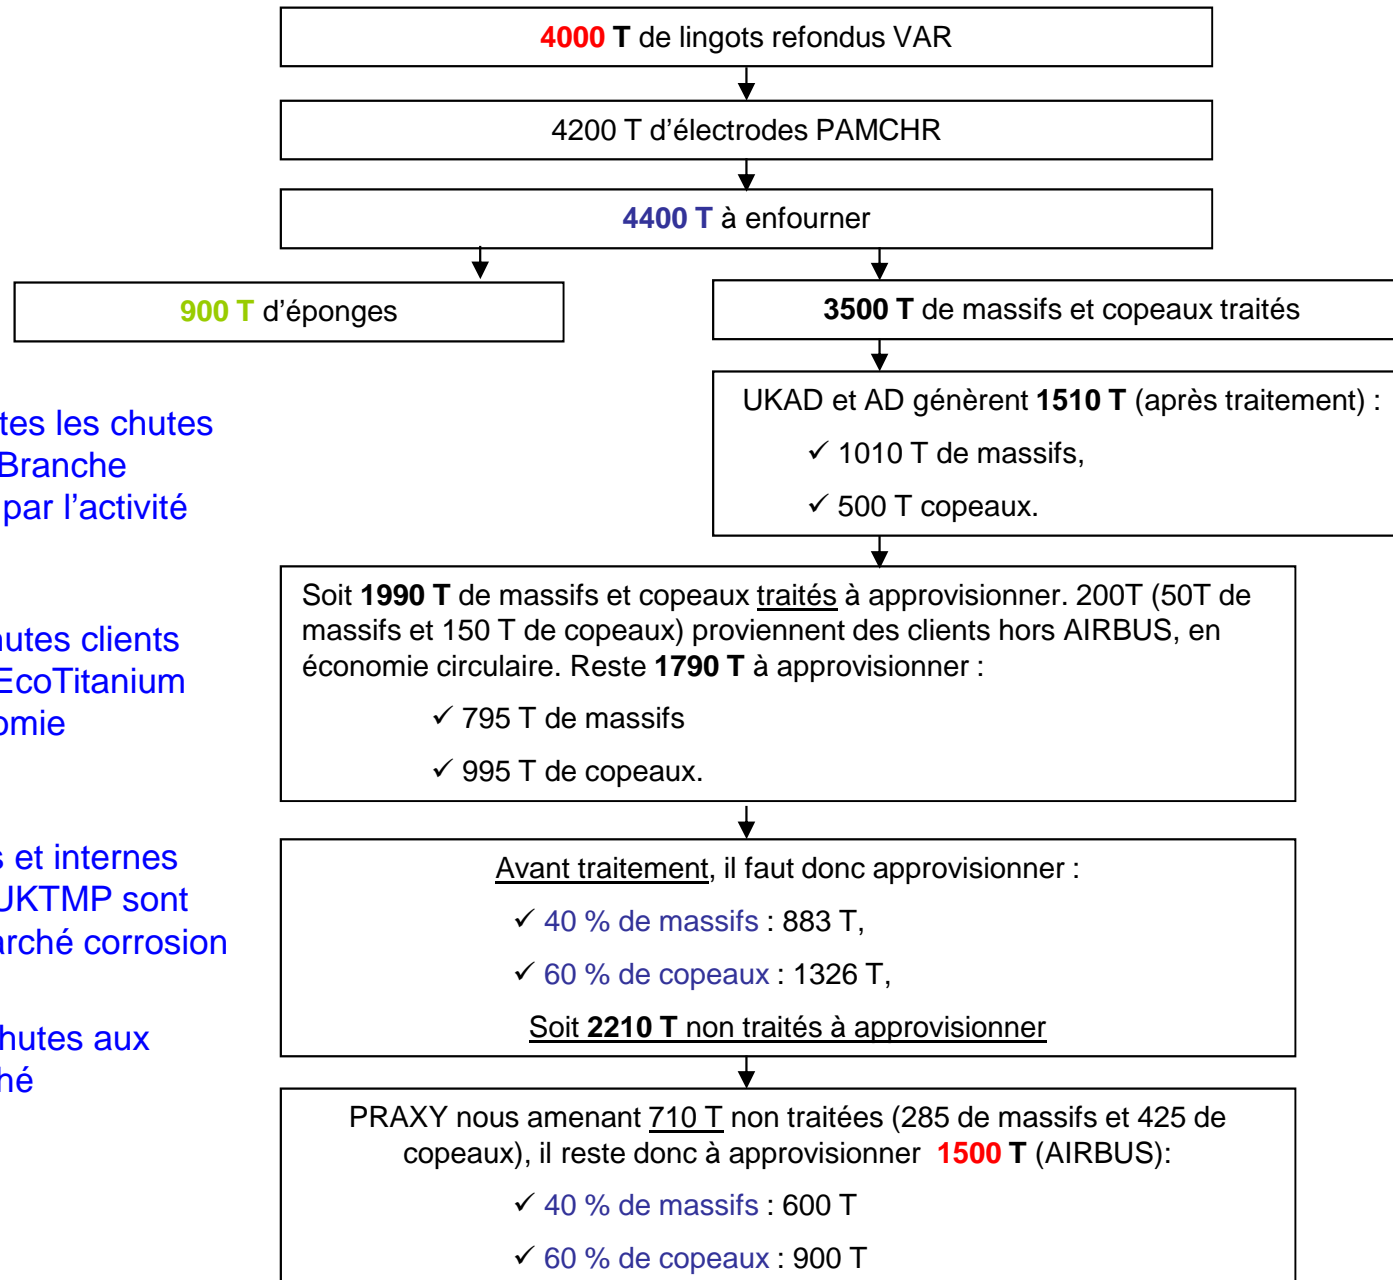 4000 T de lingots refondus VAR
4200 T d'électrodes PAMCHR
4400 T à enfourner
900 T d'éponges
3500 T de massifs et copeaux traités
UKAD et AD génèrent 1510 T (après traitement) :
✓ 1010 T de massifs,
✓ 500 T copeaux.
les chutes
Branche
par l'activité
Soit 1990 T de massifs et copeaux traités à approvisionner. 200T (50T de
massifs et 150 T de copeaux) proviennent des clients hors AIRBUS, en
économie circulaire. Reste 1790 T à approvisionner :
✓ 795 T de massifs
✓ 995 T de copeaux.
clients
EcoTitanium
et internes
UKTMP sont
corrosion
aux
Avant traitement, il faut donc approvisionner :
✓ 40 % de massifs : 883 T,
✓ 60 % de copeaux : 1326 T,
Soit 2210 T non traités à approvisionner
PRAXY nous amenant 710 T non traitées (285 de massifs et 425 de
copeaux), il reste donc à approvisionner 1500 T (AIRBUS):
✓ 40 % de massifs : 600 T
✓ 60 % de copeaux : 900 T